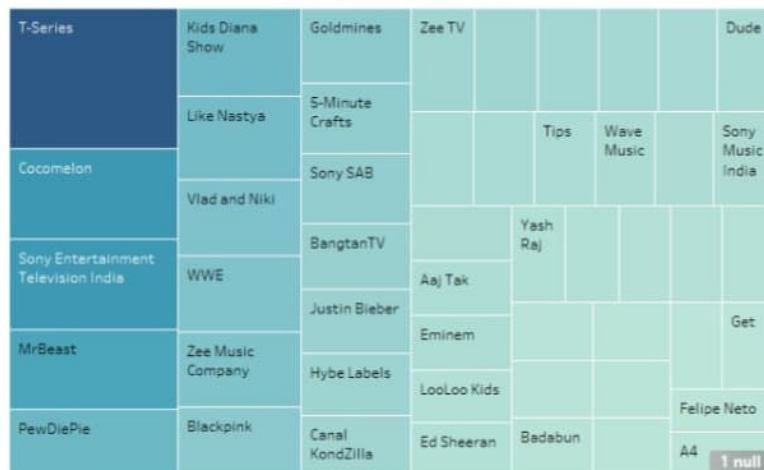 T-Series
Cocomelon
Sony Entertainment
Television India
MrBeast
PewDiePie
Kids Diana
Show
Like Nastya
Vlad and Niki
WWE
Zee Music
Company
Blackpink
Goldmines
5-Minute
Crafts
Sony SAB
BangtanTV
Justin Bieber
Hybe Labels
Canal
KondZilla
Zee TV
Dude
Tips
Wave
Music
Sony
Music
India
Aaj Tak
Eminem
LooLoo Kids
Ed Sheeran
Yash
Raj
Badabun
Get
Felipe Neto
A4
1 null